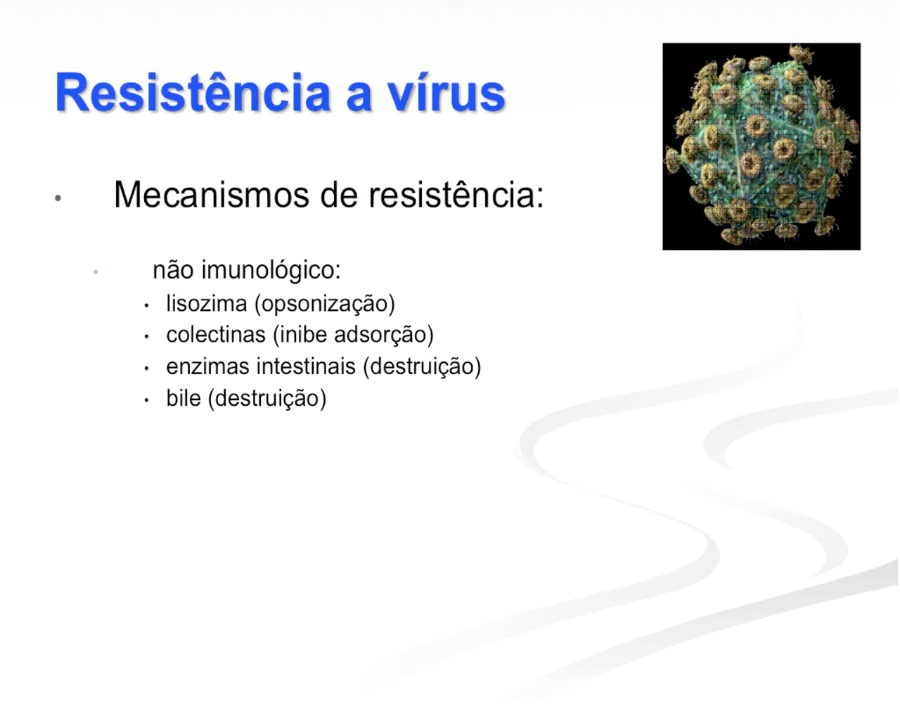 Resistência a vírus
• Mecanismos de resistência:
• não imunológico:
• lisozima (opsonização)
• colectinas (inibe adsorção)
• enzimas intestinais (destruição)
• bile (destruição)